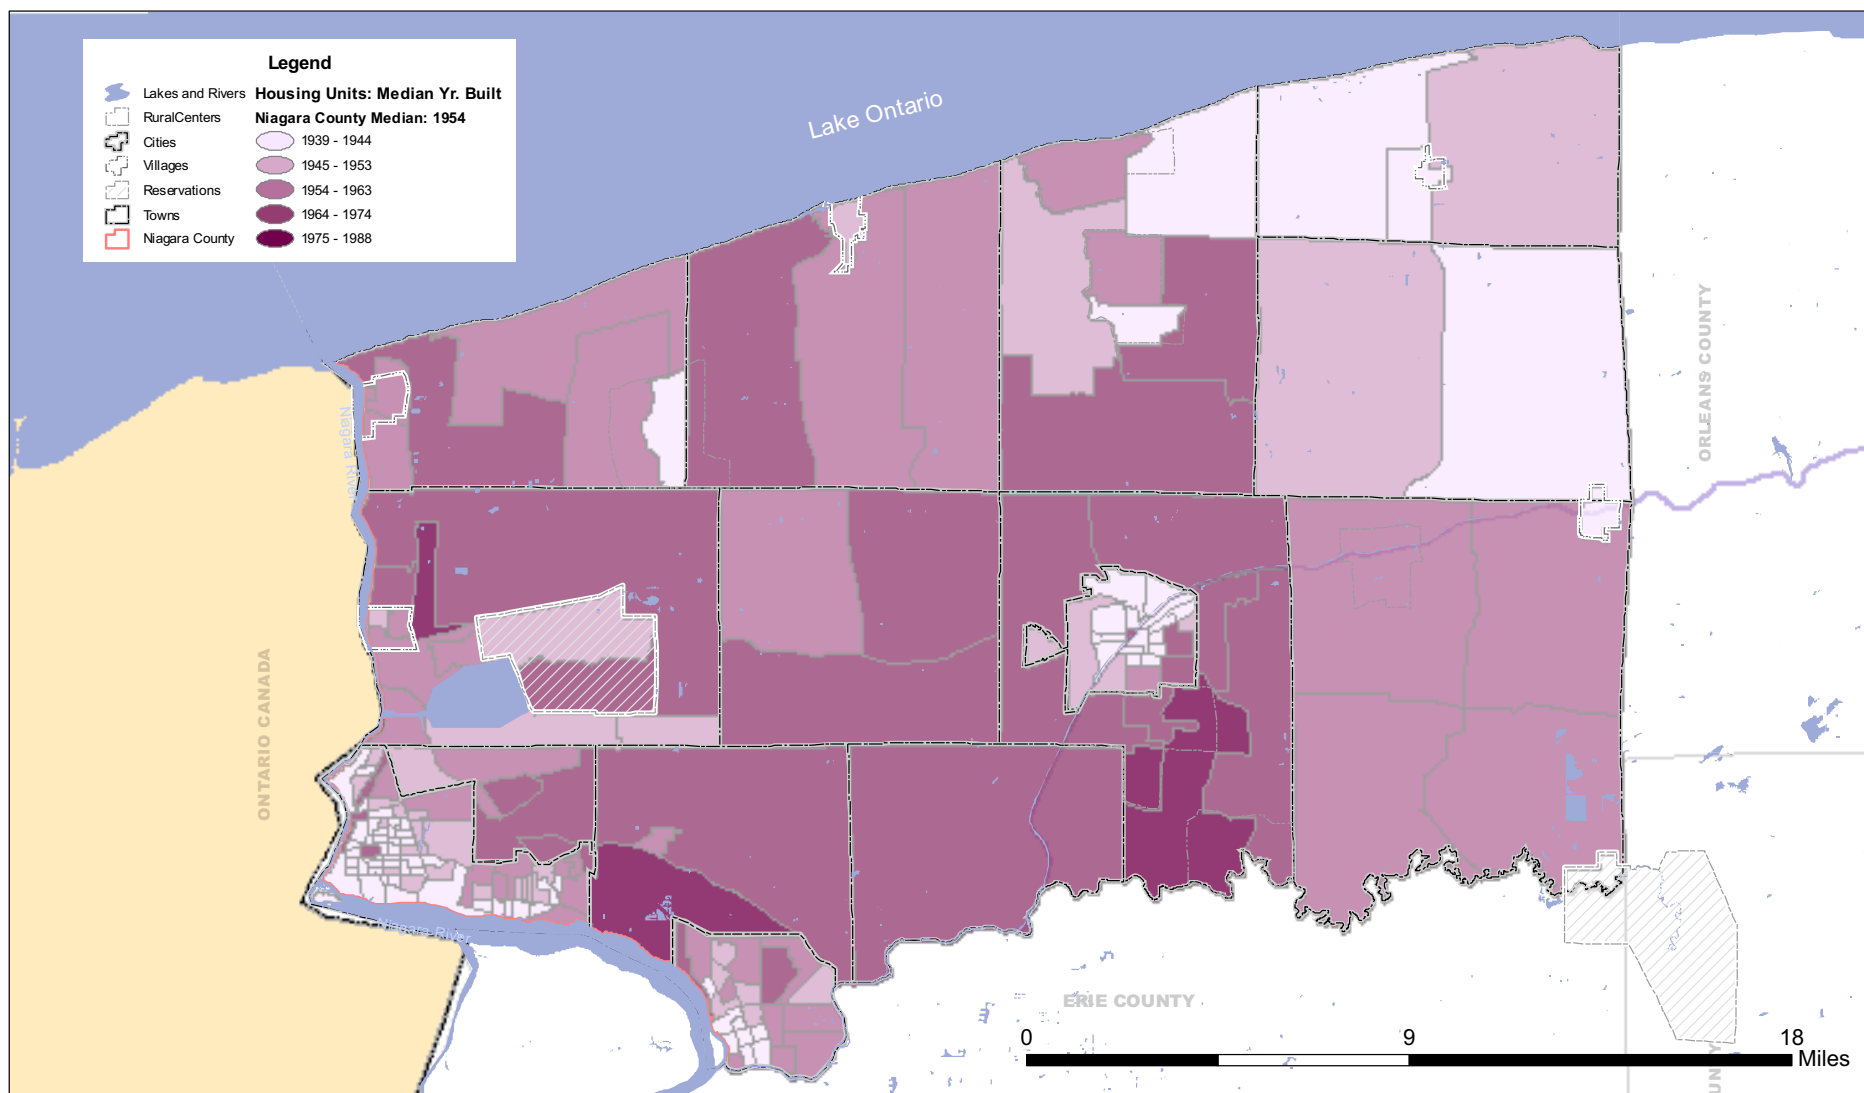 Legend
Lakes and Rivers
RuralCenters
Cities
Villages
Reservations
Towns
Niagara County
Housing Units: Median Yr. Built
Niagara County Median: 1954
1939 - 1944
1945 - 1953
1954 - 1963
1964 - 1974
1975 - 1988
Lake Ontario
Niagara River
ORLEANS COUNTY
ONTARIO CANADA
Niagara River
ERIE COUNTY
0 9 18
Miles